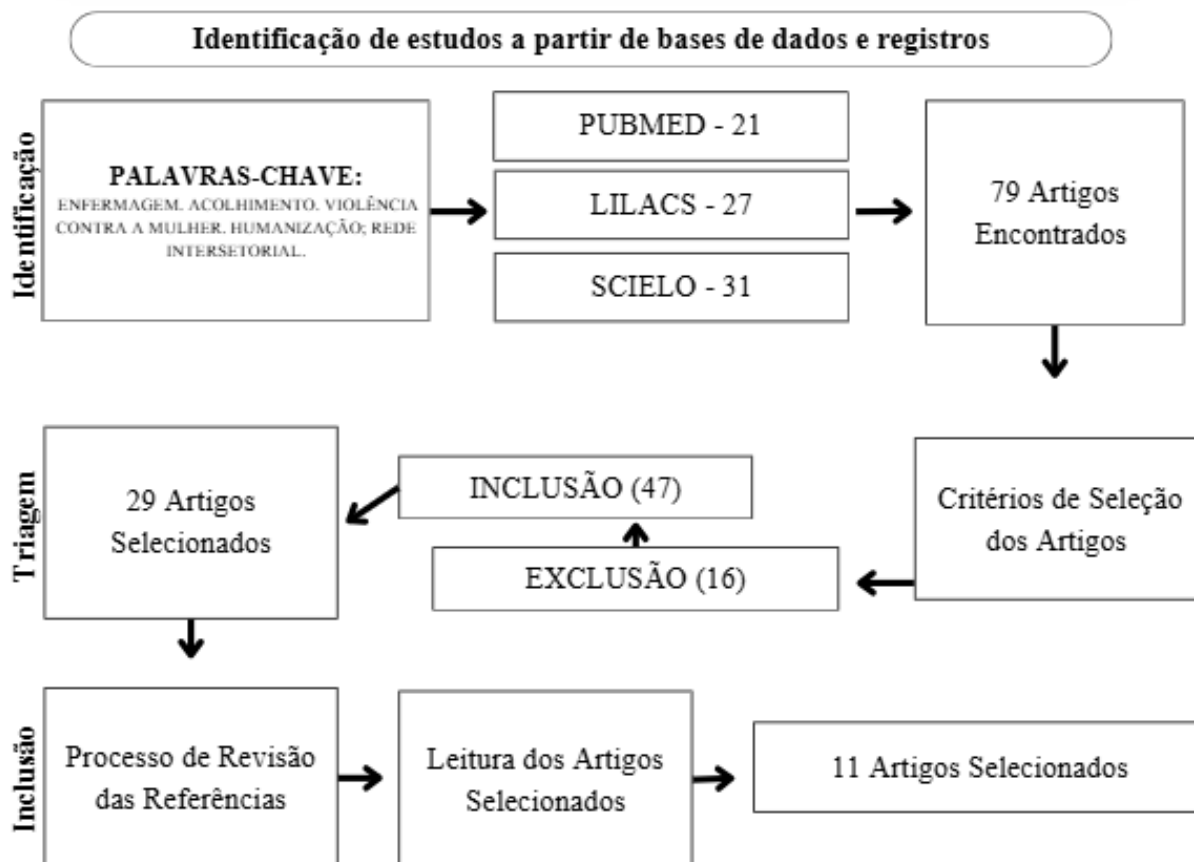 Identificação de estudos a partir de bases de dados e registros
Identificação
PALAVRAS-CHAVE:
ENFERMAGEM. ACOLHIMENTO. VIOLÊNCIA
CONTRA A MULHER. HUMANIZAÇÃO; REDE
INTERSETORIAL.
PUBMED - 21
LILACS - 27
SCIELO - 31
79 Artigos
Encontrados
Triagem
29 Artigos
Selecionados
INCLUSÃO (47)
EXCLUSÃO (16)
Critérios de Seleção
dos Artigos
Inclusão
Processo de Revisão
das Referências
Leitura dos Artigos
Selecionados
11 Artigos Selecionados